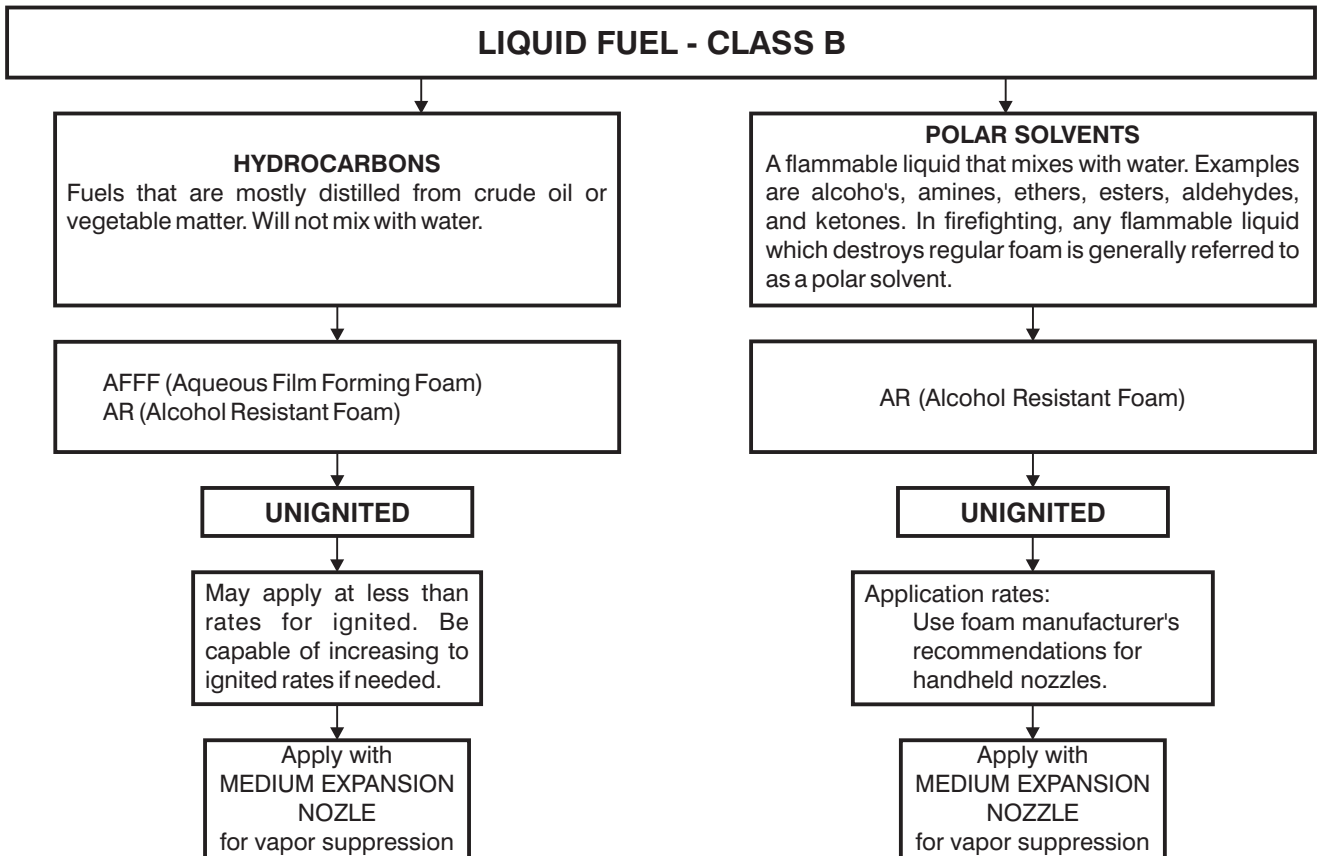 LIQUID FUEL - CLASS B
HYDROCARBONS
Fuels that are mostly distilled from crude oil or
vegetable matter. Will not mix with water.
POLAR SOLVENTS
A flammable liquid that mixes with water. Examples
are alcoho's, amines, ethers, esters, aldehydes,
and ketones. In firefighting, any flammable liquid
which destroys regular foam is generally referred to
as a polar solvent.
AFFF (Aqueous Film Forming Foam)
AR (Alcohol Resistant Foam)
AR (Alcohol Resistant Foam)
UNIGNITED
UNIGNITED
May apply at less than
rates for ignited. Be
capable of increasing to
ignited rates if needed.
Application rates:
Use foam manufacturer's
recommendations for
handheld nozzles.
Apply with
MEDIUM EXPANSION
NOZLE
for vapor suppression
Apply with
MEDIUM EXPANSION
NOZZLE
for vapor suppression